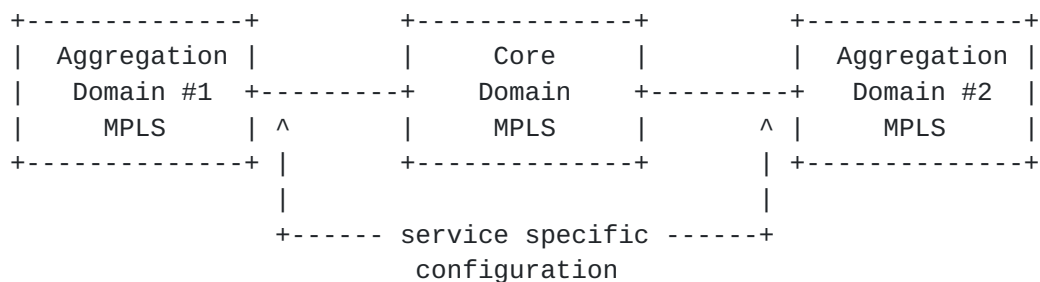 +--------------+         +--------------+         +--------------+
|  Aggregation |         |     Core     |         |  Aggregation |
|   Domain #1  +---------+    Domain    +---------+   Domain #2  |
|     MPLS     | ^       |     MPLS     |       ^ |     MPLS     |
+--------------+ |       +--------------+       | +--------------+
                 |                              |
                 +------ service specific ------+
                          configuration